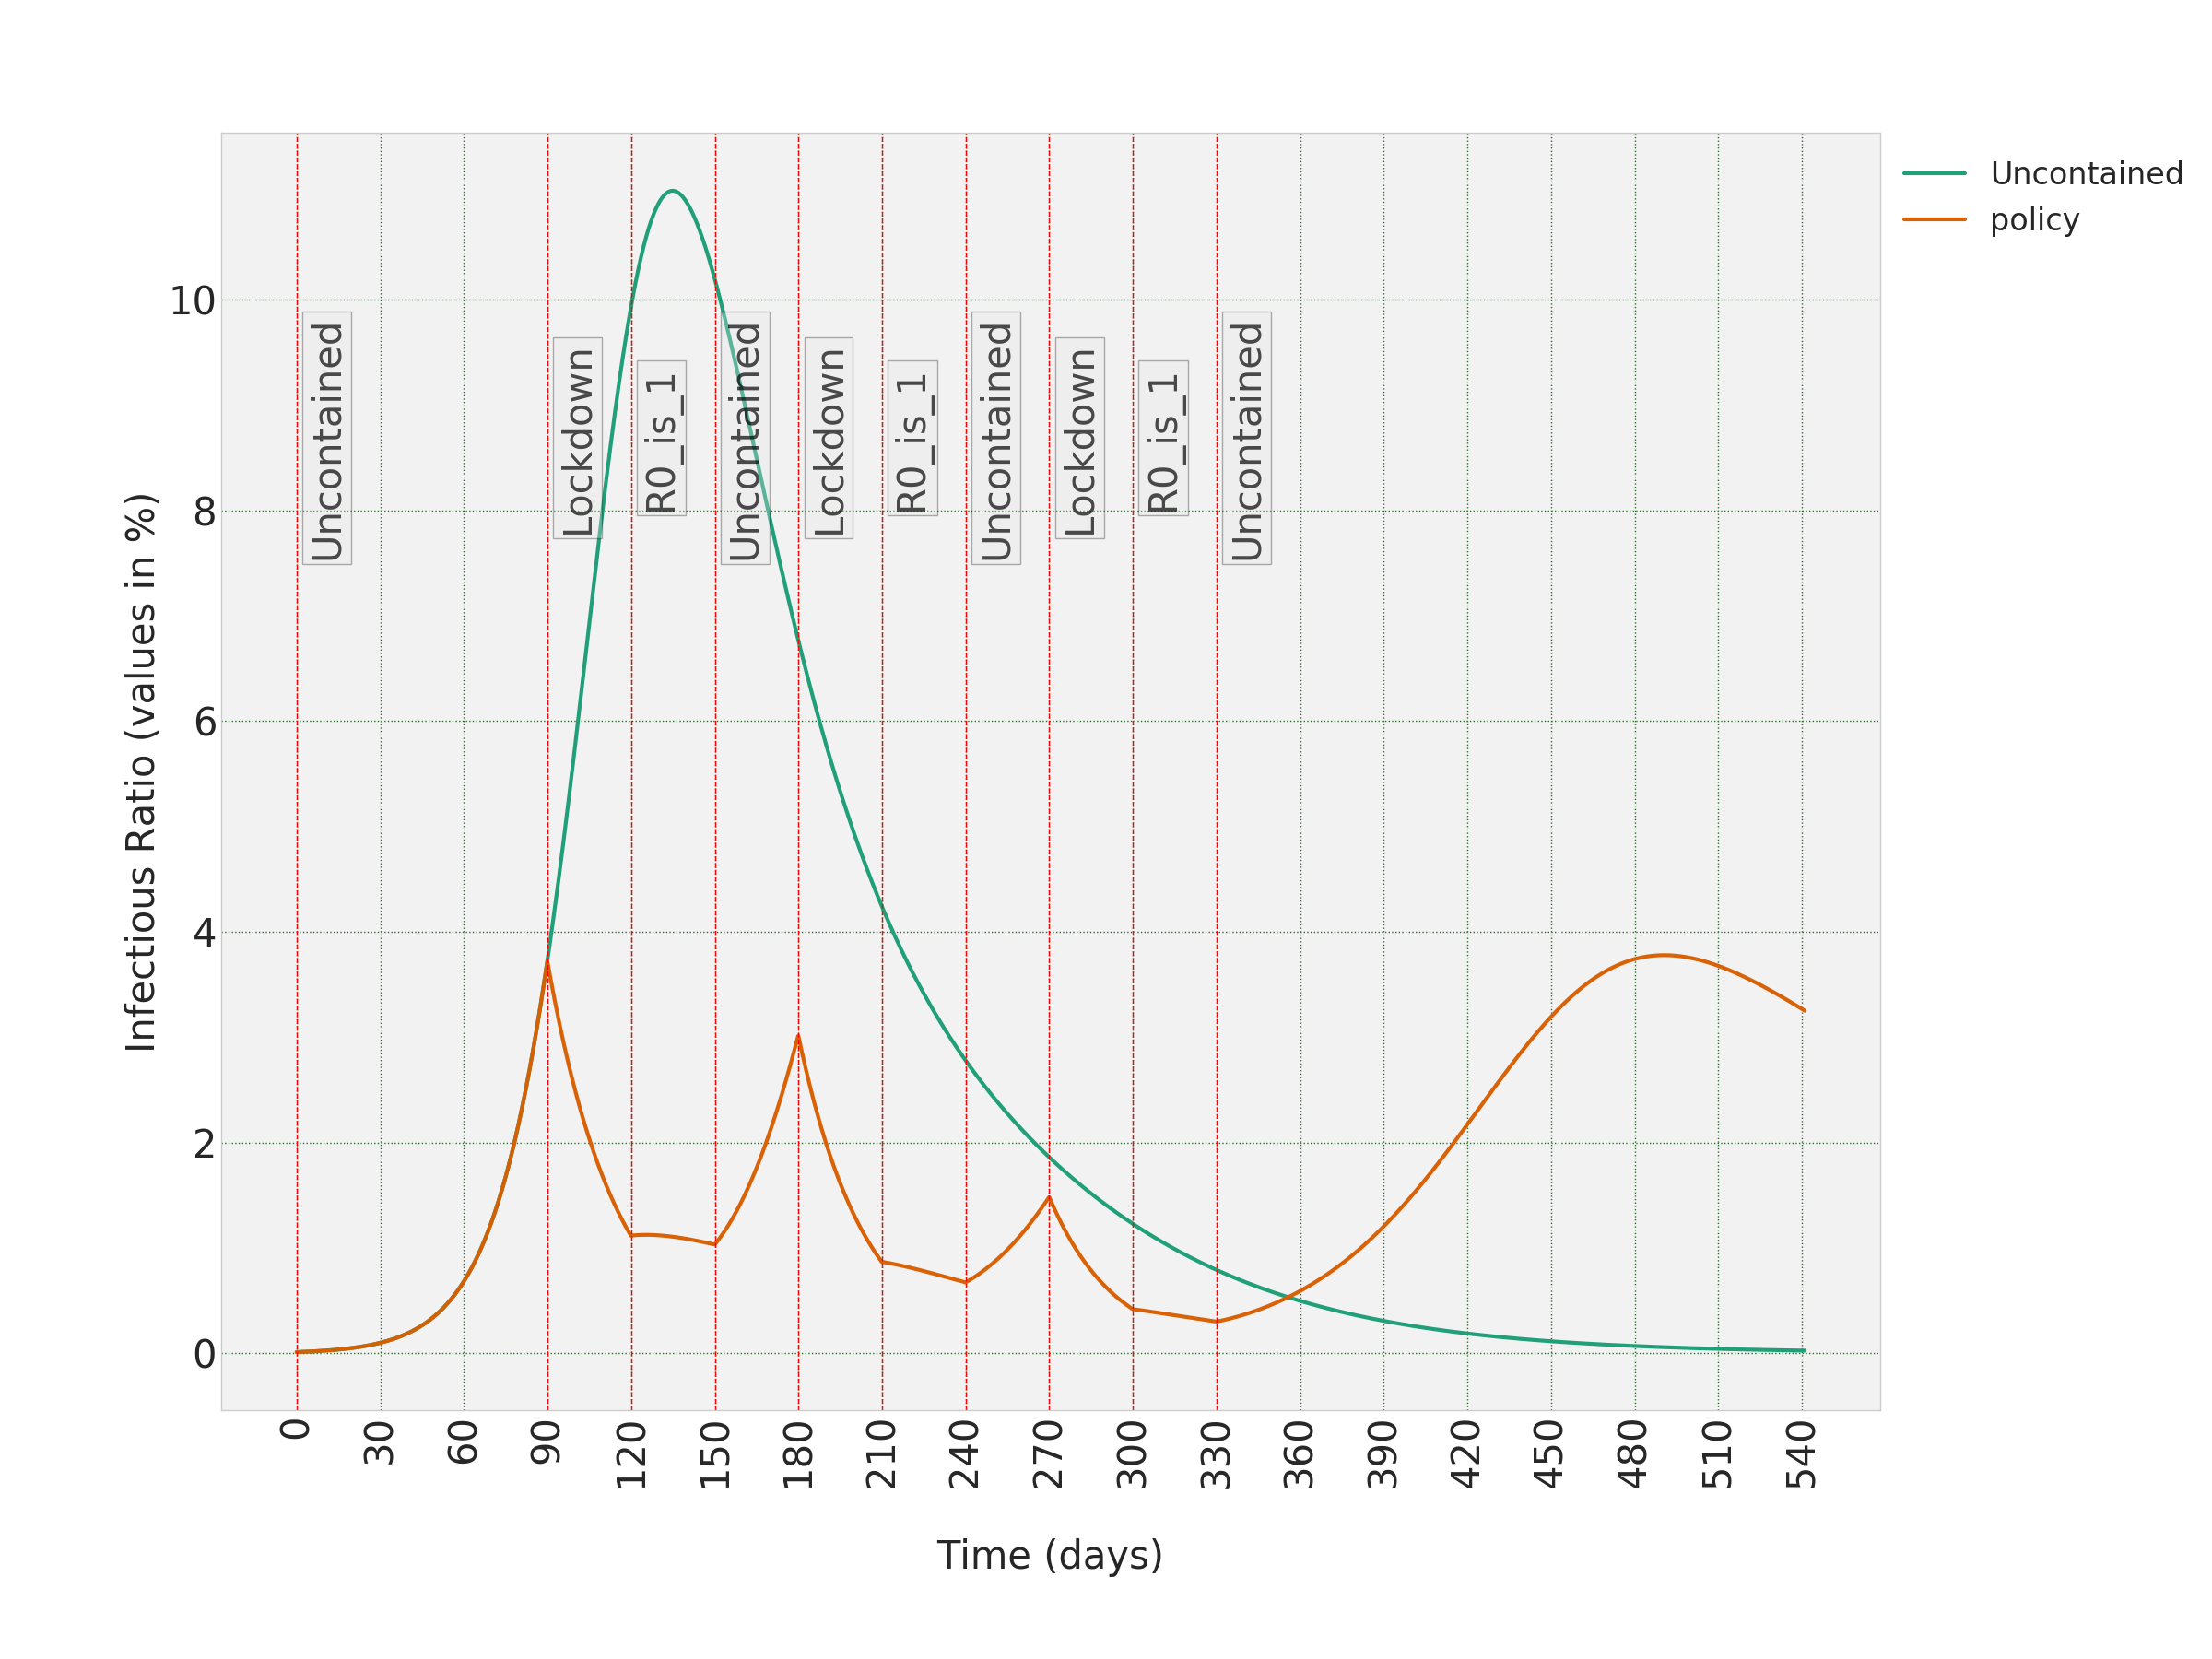 Uncontained
policy
Infectious Ratio (values in %)
10
8
6
4
2
0
Uncontained
Lockdown
R0_is_1
Uncontained
Lockdown
R0_is_1
Uncontained
Lockdown
R0_is_1
Uncontained
0 30 60 90 120 150 180 210 240 270 300 330 360 390 420 450 480 510 540
Time (days)